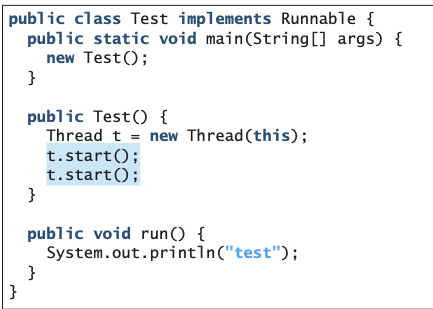 public class Test implements Runnable {
  public static void main(String[] args) {
    new Test();
  }

  public Test() {
    Thread t = new Thread(this);
    t.start();
    t.start();
  }

  public void run() {
    System.out.println("test");
  }
}